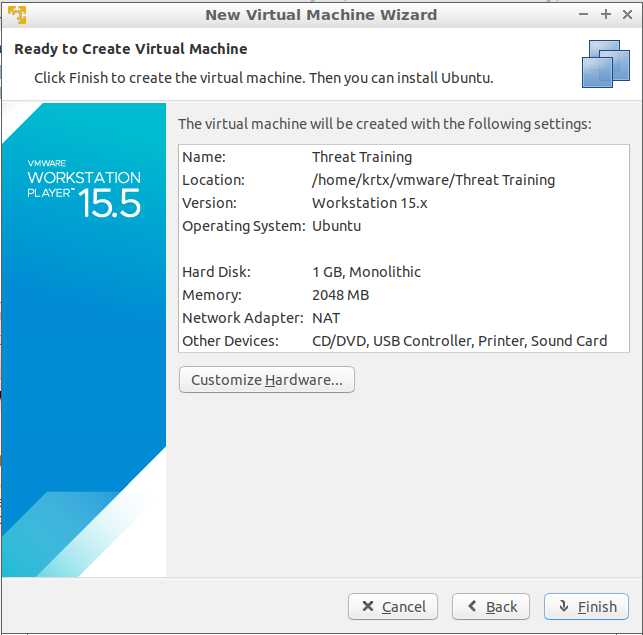 New Virtual Machine Wizard
Ready to Create Virtual Machine
Click Finish to create the virtual machine. Then you can install Ubuntu.
VMWARE
WORKSTATION
PLAYER™ 15.5
The virtual machine will be created with the following settings:
Name: Threat Training
Location: /home/krtx/vmware/Threat Training
Version: Workstation 15.x
Operating System: Ubuntu
Hard Disk: 1 GB, Monolithic
Memory: 2048 MB
Network Adapter: NAT
Other Devices: CD/DVD, USB Controller, Printer, Sound Card
Customize Hardware...
Cancel Back Finish